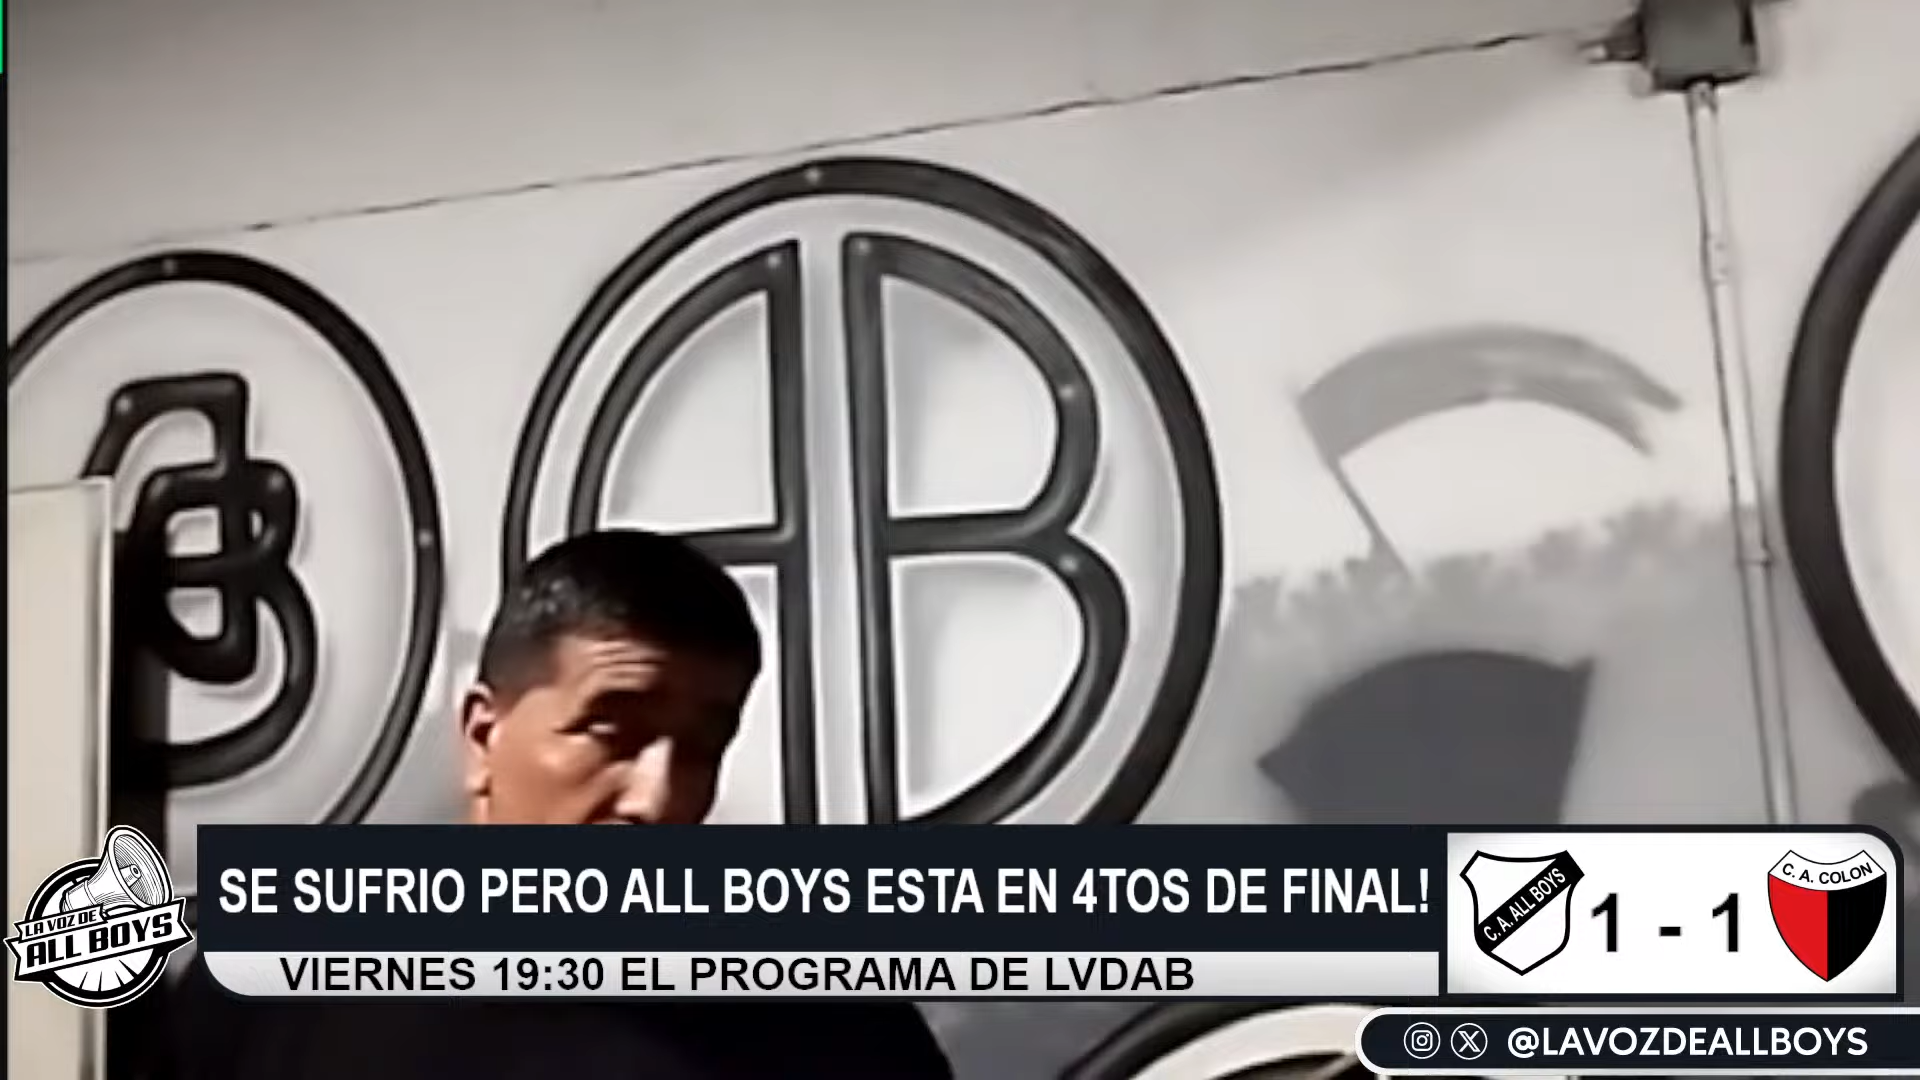 AB
AB
SE SUFRIO PERO ALL BOYS ESTA EN 4TOS DE FINAL!
C. A. ALL BOYS
1 - 1
C. A. COLON
LA VOZ DE
ALL BOYS
VIERNES 19:30 EL PROGRAMA DE LVDAB
@LAVOZDEALLBOYS